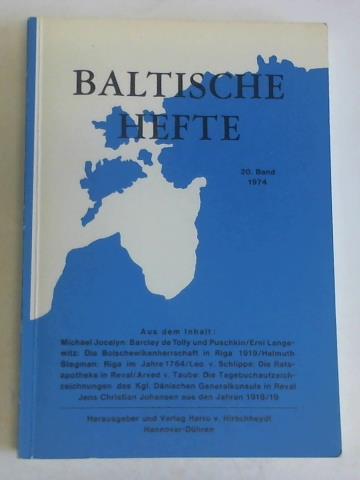 BALTISCHE
HEFTE
20. Band
1974
Aus dem Inhalt:
Michael Jocelyn: Barclay de Tolly und Puschkin/Erni Lange-
witz: Die Bolschewikenherrschaft in Riga 1919/Helmuth
Stegman: Riga im Jahre 1764/Leo v. Schlippe: Die Rats-
apotheke in Reval/Arved v. Taube: Die Tagebuchaufzeich-
zeichnungen des Kgl. Dänischen Generalkonsuls in Reval
Jens Christian Johansen aus den Jahren 1918/19
Herausgeber und Verlag Harro v. Hirschheydt
Hannover-Döhren